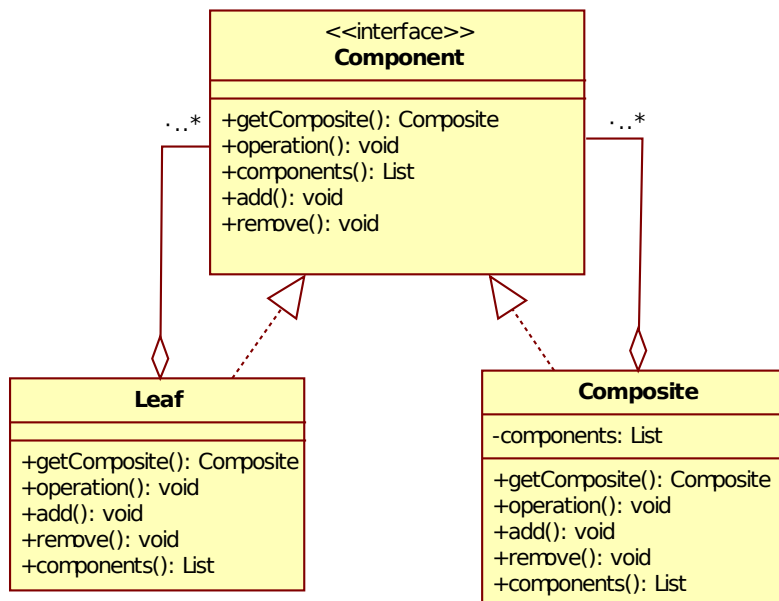 <<interface>>
Component
·..*
·..*
+getComposite(): Composite
+operation(): void
+components(): List
+add(): void
+remove(): void
Leaf
+getComposite(): Composite
+operation(): void
+add(): void
+remove(): void
+components(): List
Composite
-components: List
+getComposite(): Composite
+operation(): void
+add(): void
+remove(): void
+components(): List